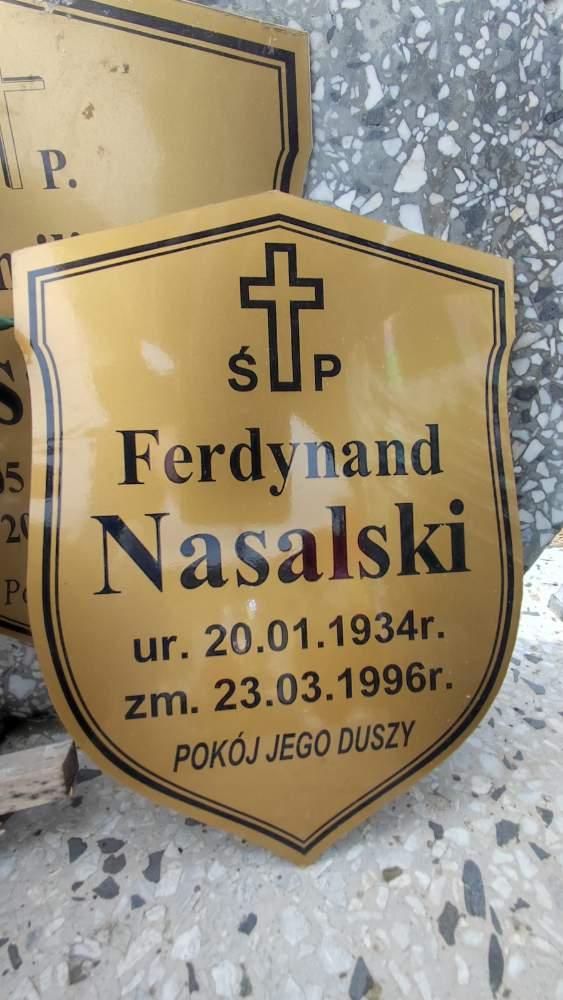 P.
Ś P
Ferdynand
Nasalski
ur. 20.01.1934r.
zm. 23.03.1996r.
POKÓJ JEGO DUSZY